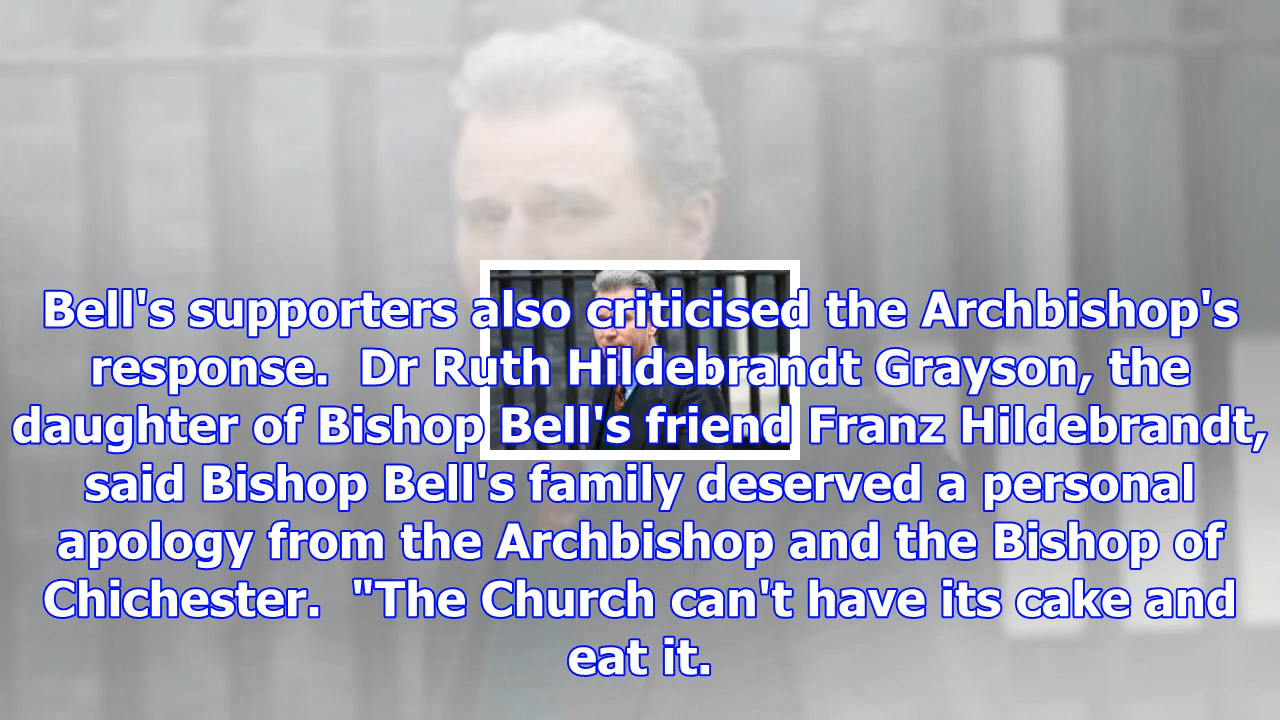 Bell's supporters also criticised the Archbishop's
response.  Dr Ruth Hildebrandt Grayson, the
daughter of Bishop Bell's friend Franz Hildebrandt,
said Bishop Bell's family deserved a personal
apology from the Archbishop and the Bishop of
Chichester.  "The Church can't have its cake and
eat it.